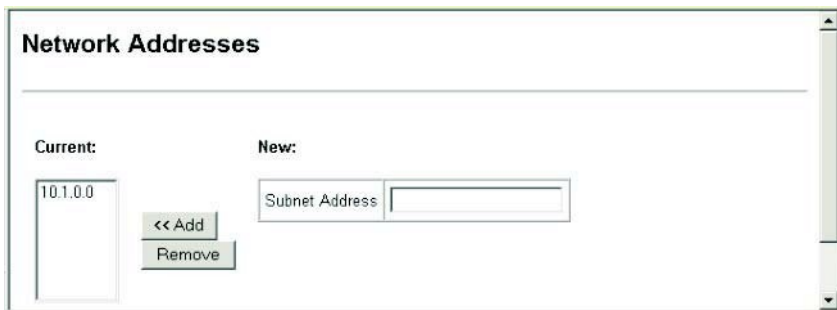 Network Addresses
Current:
New:
10.1.0.0
<< Add
Remove
Subnet Address